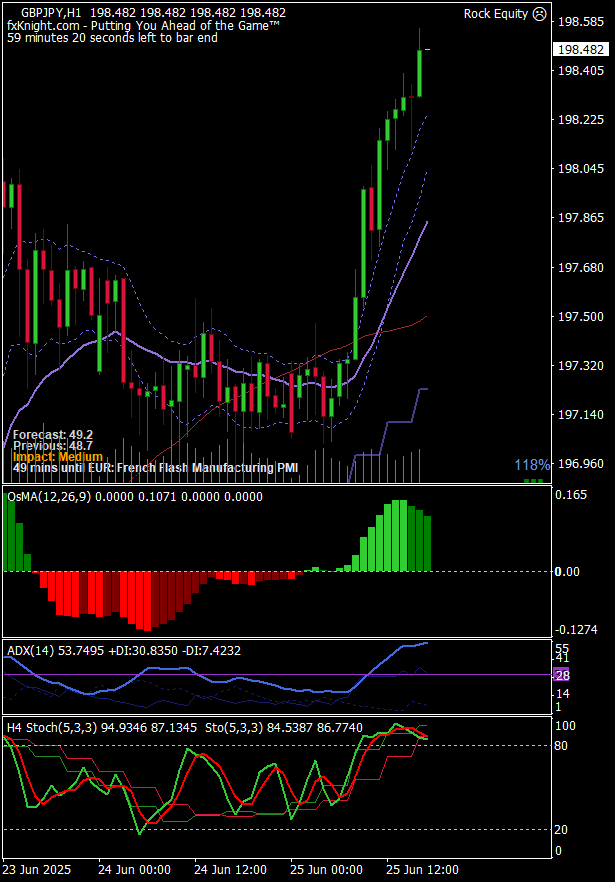 GBPJPY,H1 198.482 198.482 198.482 198.482
Rock Equity
fxKnight.com - Putting You Ahead of the Game™
59 minutes 20 seconds left to bar end
198.585
198.482
198.405
198.225
198.045
197.865
197.680
197.500
197.320
197.140
196.960
Forecast: 49.2
Previous: 48.7
Impact: Medium
49 mins until EUR: French Flash Manufacturing PMI
118%
OsMA(12,26,9) 0.0000 0.1071 0.0000 0.0000
0.165
0.00
-0.1274
ADX(14) 53.7495 +DI:30.8350 -DI:7.4232
55
41
28
14
1
H4 Stoch(5,3,3) 94.9346 87.1345 Sto(5,3,3) 84.5387 86.7740
100
80
20
0
23 Jun 2025
24 Jun 00:00
24 Jun 12:00
25 Jun 00:00
25 Jun 12:00